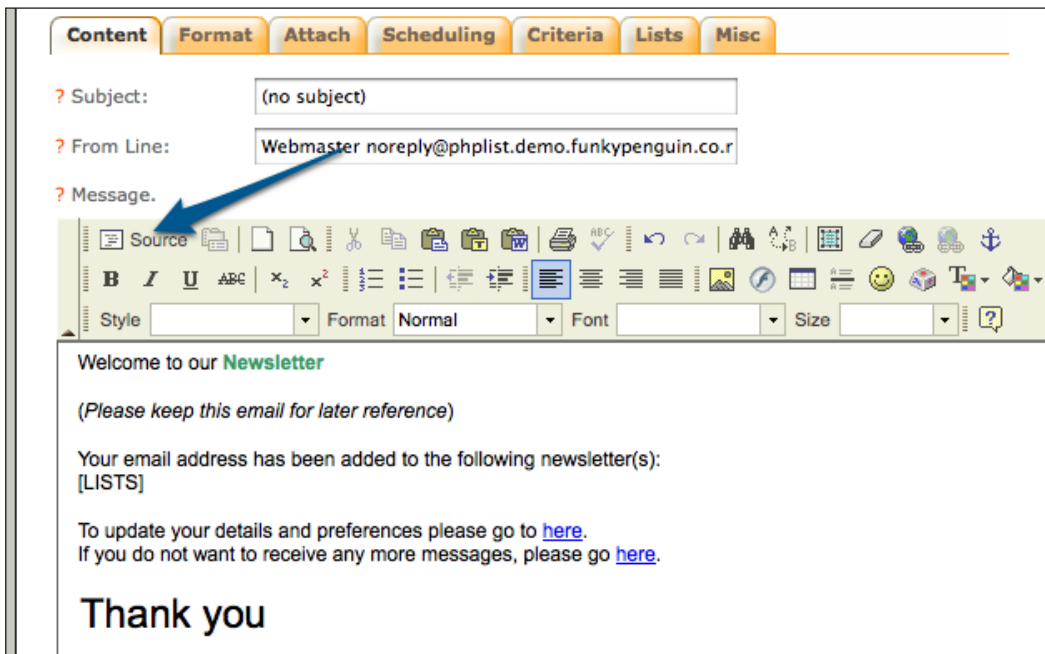 Content Format Attach Scheduling Criteria Lists Misc
? Subject: (no subject)
? From Line: Webmaster noreply@phplist.demo.funkypenguin.co.r
? Message.
Source
B I U ABC x₂ x²
Style Format Normal Font Size
Welcome to our Newsletter
(Please keep this email for later reference)
Your email address has been added to the following newsletter(s):
[LISTS]
To update your details and preferences please go to here.
If you do not want to receive any more messages, please go here.
Thank you